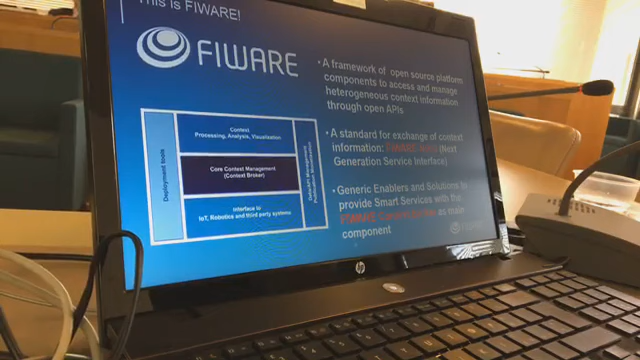 This is FIWARE!
FIWARE
• A framework of open source platform
components to access and manage
heterogeneous context information
through open APIs
• A standard for exchange of context
information: FIWARE (Next
Generation Service Interface)
• Generic Enablers and Solutions to
provide Smart Services with the
FIWARE as main
component
Deployment tools
Context
Processing, Analysis, Visualization
Core Context Management
(Context Broker)
Interface to
IoT, Robotics and third party systems
FIWARE
hp